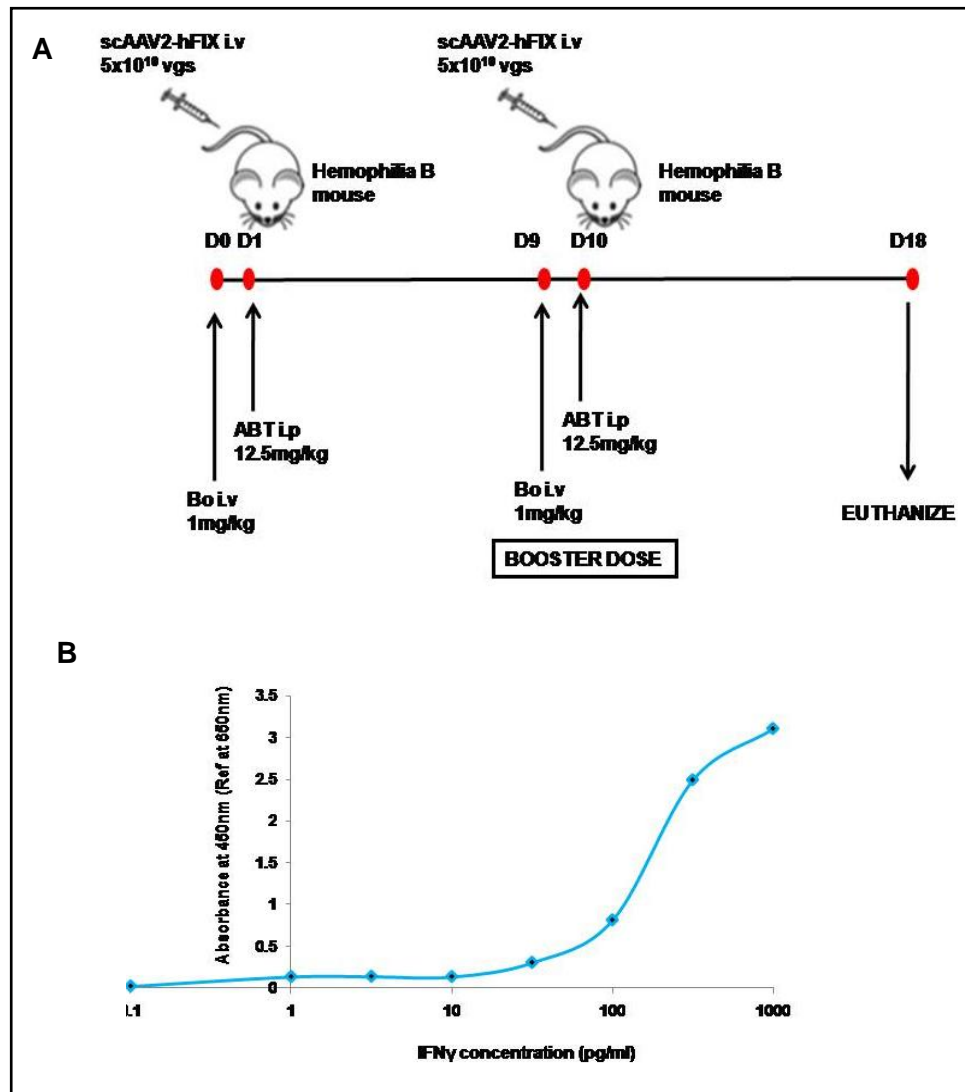 A
scAAV2-hFIX i.v
5x10¹⁰ vgs
scAAV2-hFIX i.v
5x10¹⁰ vgs
Hemophilia B
mouse
Hemophilia B
mouse
D0 D1 D9 D10 D18
ABT i.p
12.5mg/kg
ABT i.p
12.5mg/kg
Bo i.v
1mg/kg
Bo i.v
1mg/kg
EUTHANIZE
BOOSTER DOSE
B
Absorbance at 450nm (Ref at 650nm)
3.5
3
2.5
2
1.5
1
0.5
0
.1 1 10 100 1000
IFNγ concentration (pg/ml)